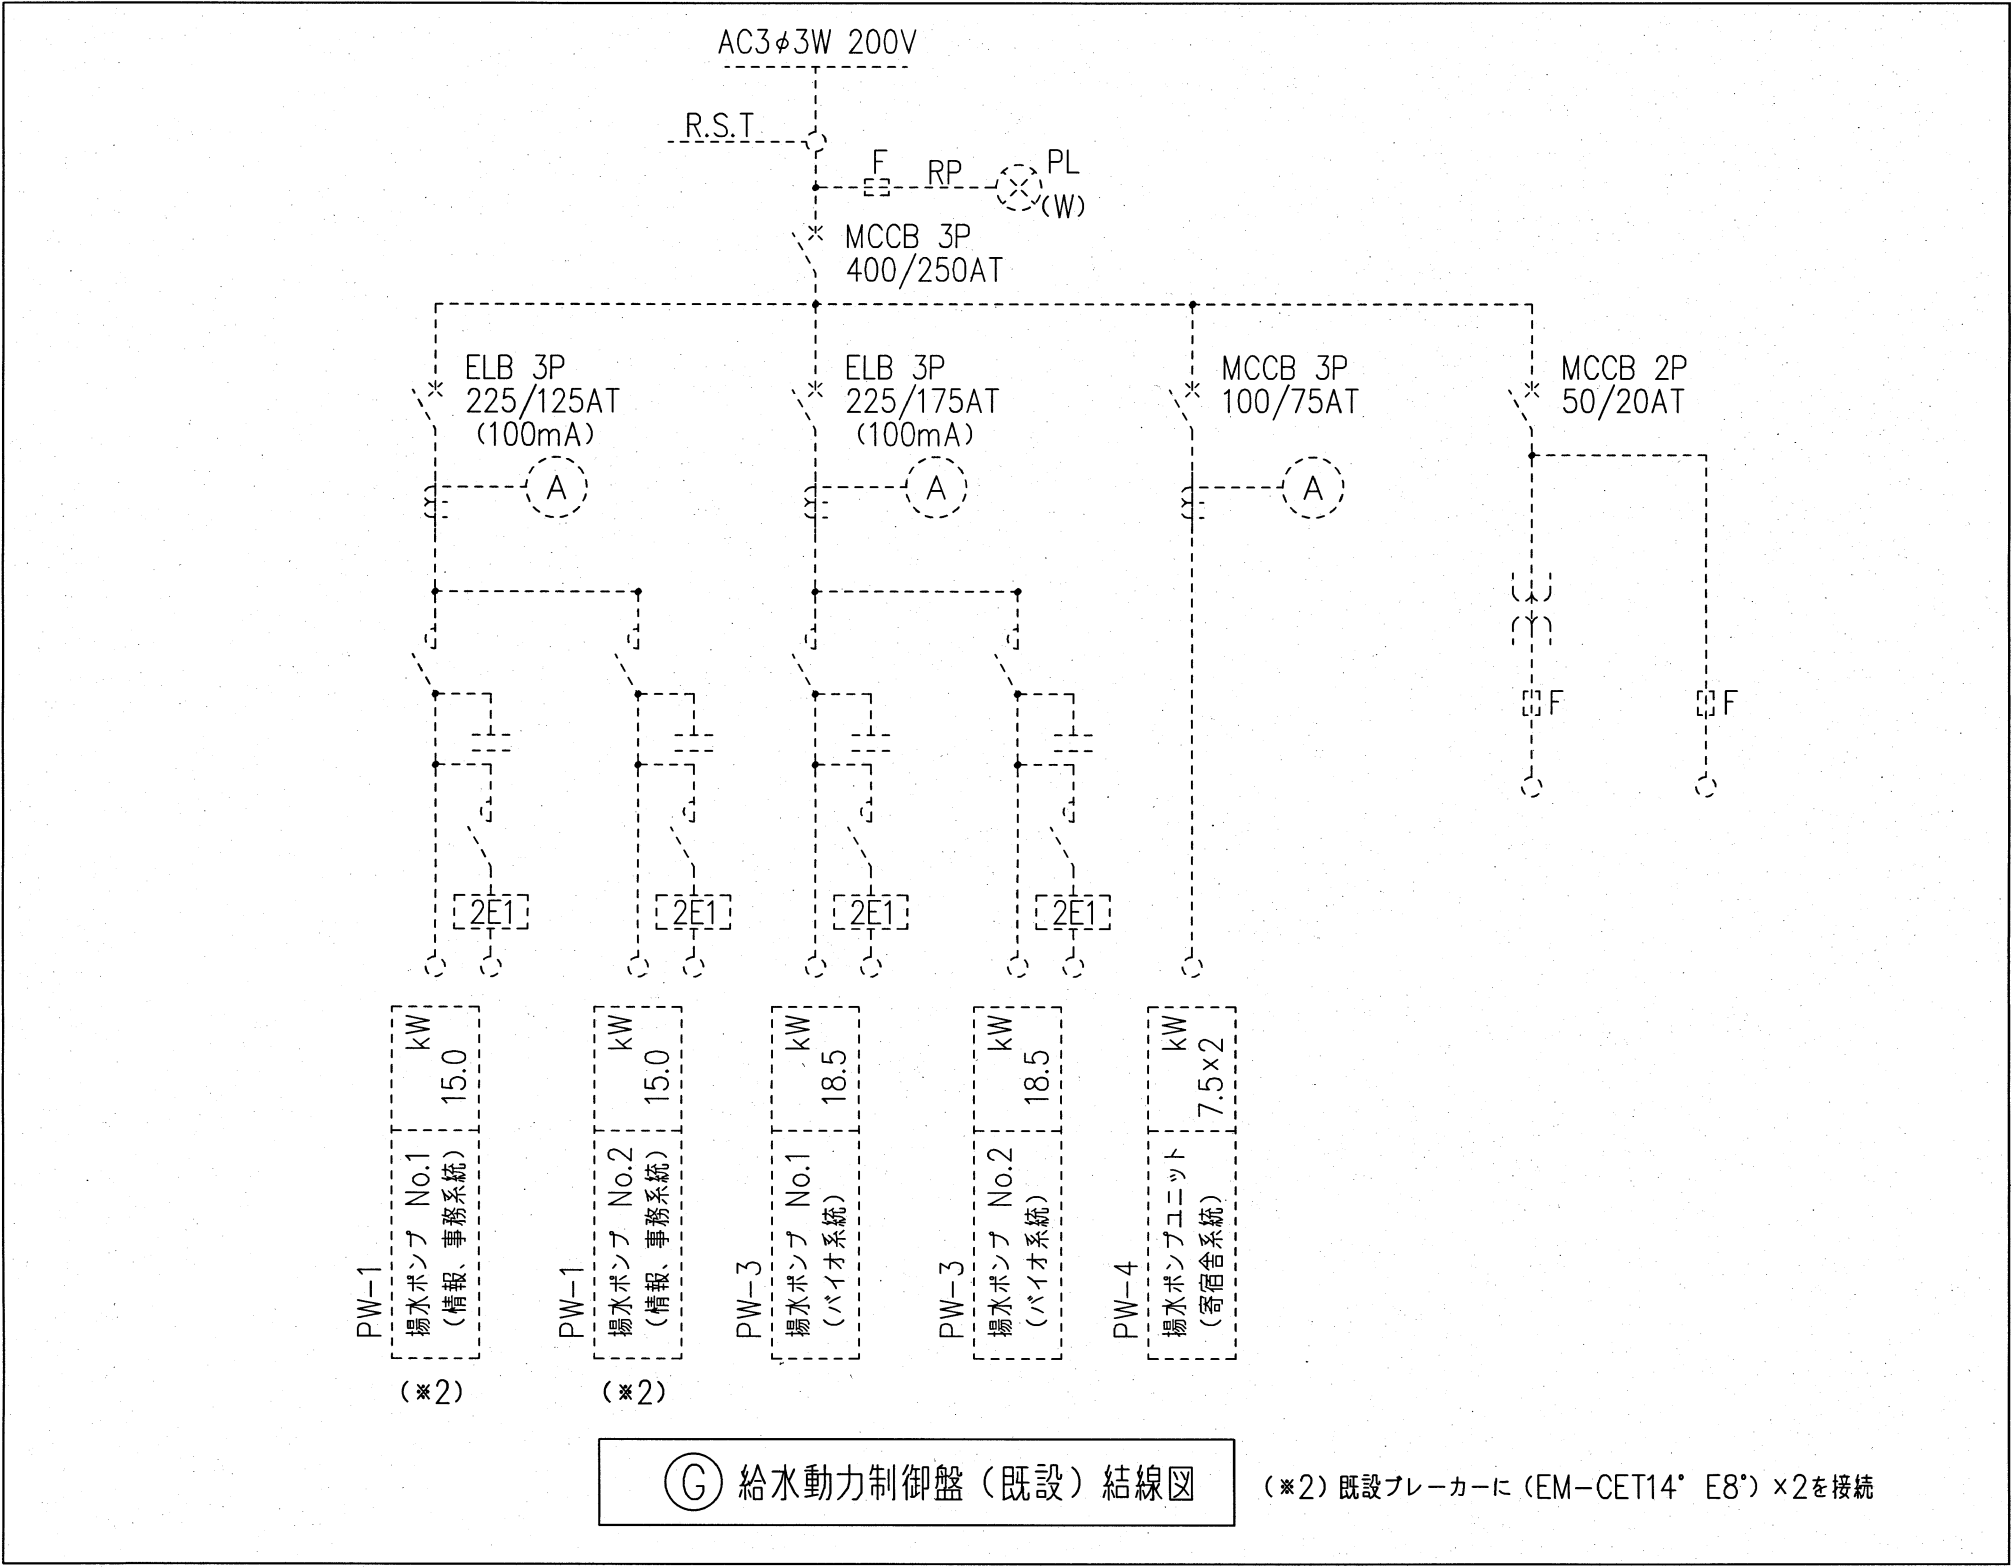 AC3φ3W 200V
R.S.T
F
RP
PL
(W)
MCCB 3P
400/250AT
ELB 3P
225/125AT
(100mA)
A
ELB 3P
225/175AT
(100mA)
A
MCCB 3P
100/75AT
A
MCCB 2P
50/20AT
F
F
2E1
2E1
2E1
2E1
PW-1
揚水ポンプ No.1
(情報、事務系統)
kW
15.0
(※2)
PW-1
揚水ポンプ No.2
(情報、事務系統)
kW
15.0
(※2)
PW-3
揚水ポンプ No.1
(バイオ系統)
kW
18.5
PW-3
揚水ポンプ No.2
(バイオ系統)
kW
18.5
PW-4
揚水ポンプユニット
(寄宿舎系統)
kW
7.5×2
G 給水動力制御盤(既設)結線図
(※2) 既設ブレーカーに (EM-CET14° E8°) ×2を接続